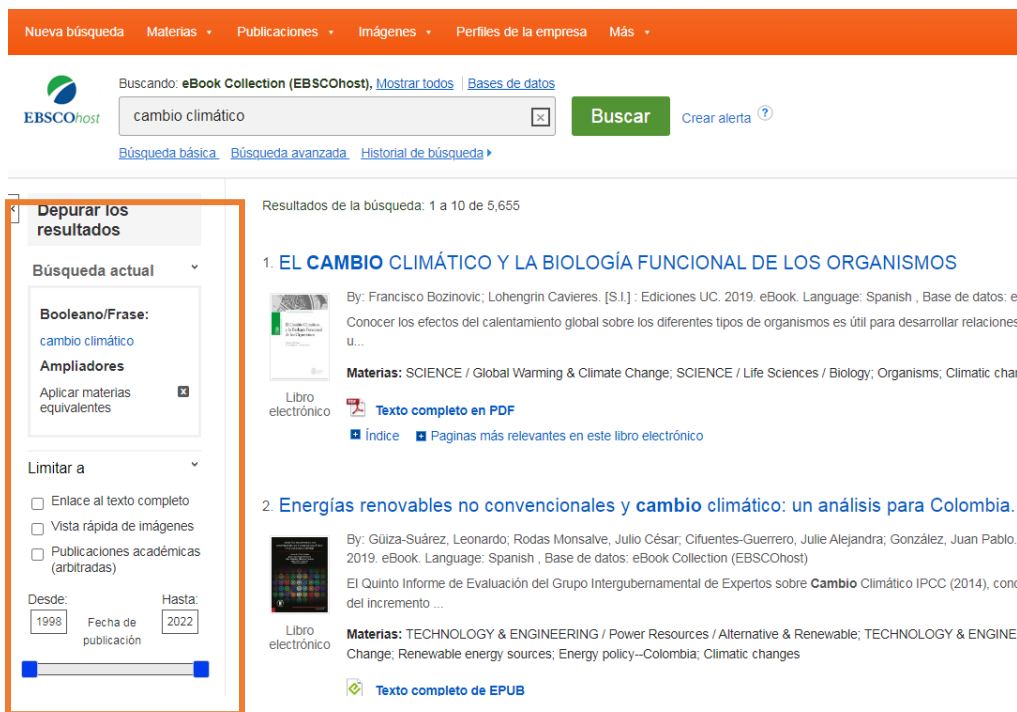 Nueva búsqueda Materias Publicaciones Imágenes Perfiles de la empresa Más
Buscando: eBook Collection (EBSCOhost), Mostrar todos Bases de datos
EBSCOhost
cambio climático
Buscar
Crear alerta ?
Búsqueda básica Búsqueda avanzada Historial de búsqueda
Depurar los
resultados
Búsqueda actual
Booleano/Frase:
cambio climático
Ampliadores
Aplicar materias
equivalentes
Limitar a
Enlace al texto completo
Vista rápida de imágenes
Publicaciones académicas
(arbitradas)
Desde: Hasta:
1998 Fecha de 2022
publicación
Resultados de la búsqueda: 1 a 10 de 5,655
1. EL CAMBIO CLIMÁTICO Y LA BIOLOGÍA FUNCIONAL DE LOS ORGANISMOS
By: Francisco Bozinovic; Lohengrin Cavieres. [S.l.] : Ediciones UC. 2019. eBook. Language: Spanish , Base de datos: e
Conocer los efectos del calentamiento global sobre los diferentes tipos de organismos es útil para desarrollar relaciones
u...
Materias: SCIENCE / Global Warming & Climate Change; SCIENCE / Life Sciences / Biology; Organisms; Climatic char
Libro
electrónico
Texto completo en PDF
Índice Paginas más relevantes en este libro electrónico
2. Energías renovables no convencionales y cambio climático: un análisis para Colombia.
By: Güiza-Suárez, Leonardo; Rodas Monsalve, Julio César; Cifuentes-Guerrero, Julie Alejandra; González, Juan Pablo.
2019. eBook. Language: Spanish , Base de datos: eBook Collection (EBSCOhost)
El Quinto Informe de Evaluación del Grupo Intergubernamental de Expertos sobre Cambio Climático IPCC (2014), conc
del incremento ...
Libro
electrónico
Materias: TECHNOLOGY & ENGINEERING / Power Resources / Alternative & Renewable; TECHNOLOGY & ENGINE
Change; Renewable energy sources; Energy policy--Colombia; Climatic changes
Texto completo de EPUB